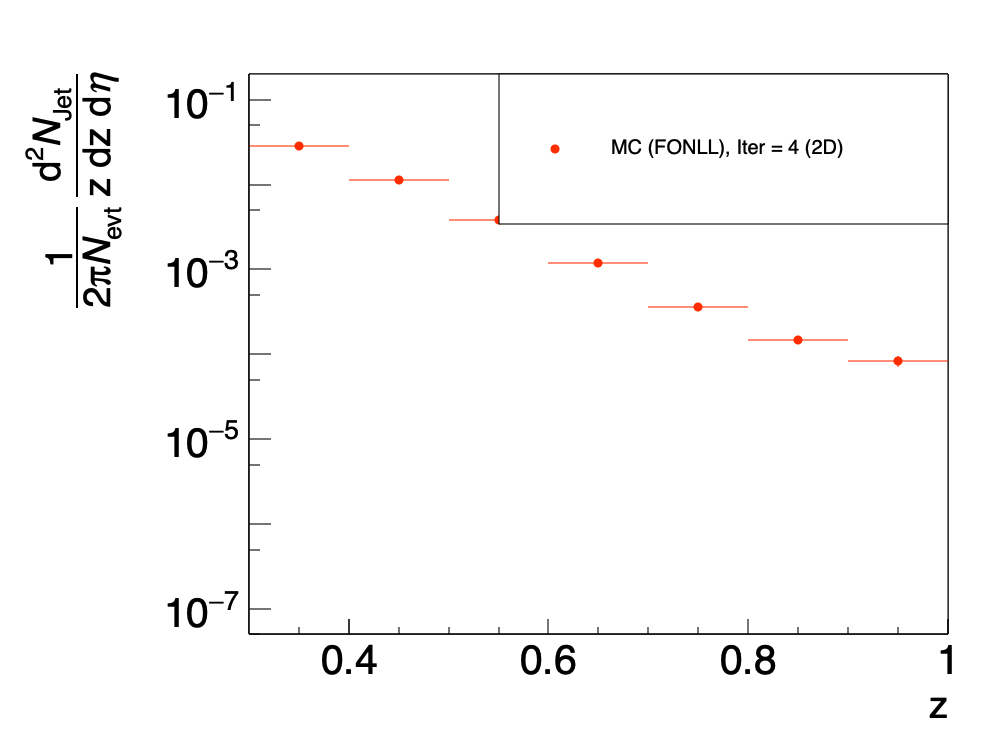 1/(2πN_evt) d²N_Jet/(z dz dη)
10⁻¹
10⁻³
10⁻⁵
10⁻⁷
MC (FONLL), Iter = 4 (2D)
0.4 0.6 0.8 1
z